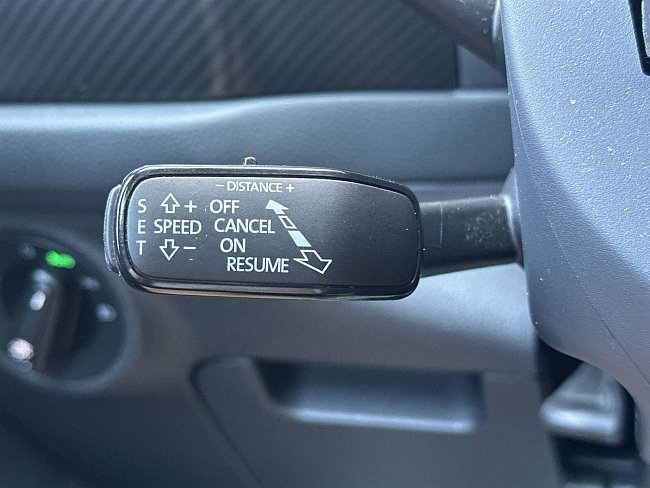 − DISTANCE +
S + OFF
E SPEED CANCEL
T − ON
RESUME